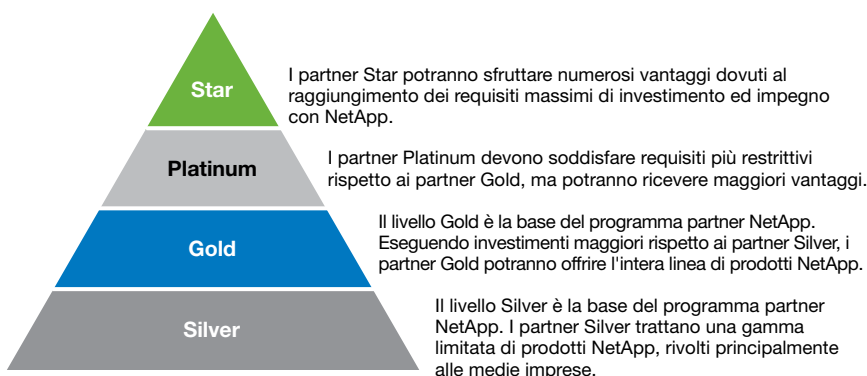 Star
I partner Star potranno sfruttare numerosi vantaggi dovuti al
raggiungimento dei requisiti massimi di investimento ed impegno
con NetApp.
Platinum
I partner Platinum devono soddisfare requisiti più restrittivi
rispetto ai partner Gold, ma potranno ricevere maggiori vantaggi.
Gold
Il livello Gold è la base del programma partner NetApp.
Eseguendo investimenti maggiori rispetto ai partner Silver, i
partner Gold potranno offrire l'intera linea di prodotti NetApp.
Silver
Il livello Silver è la base del programma partner
NetApp. I partner Silver trattano una gamma
limitata di prodotti NetApp, rivolti principalmente
alle medie imprese.